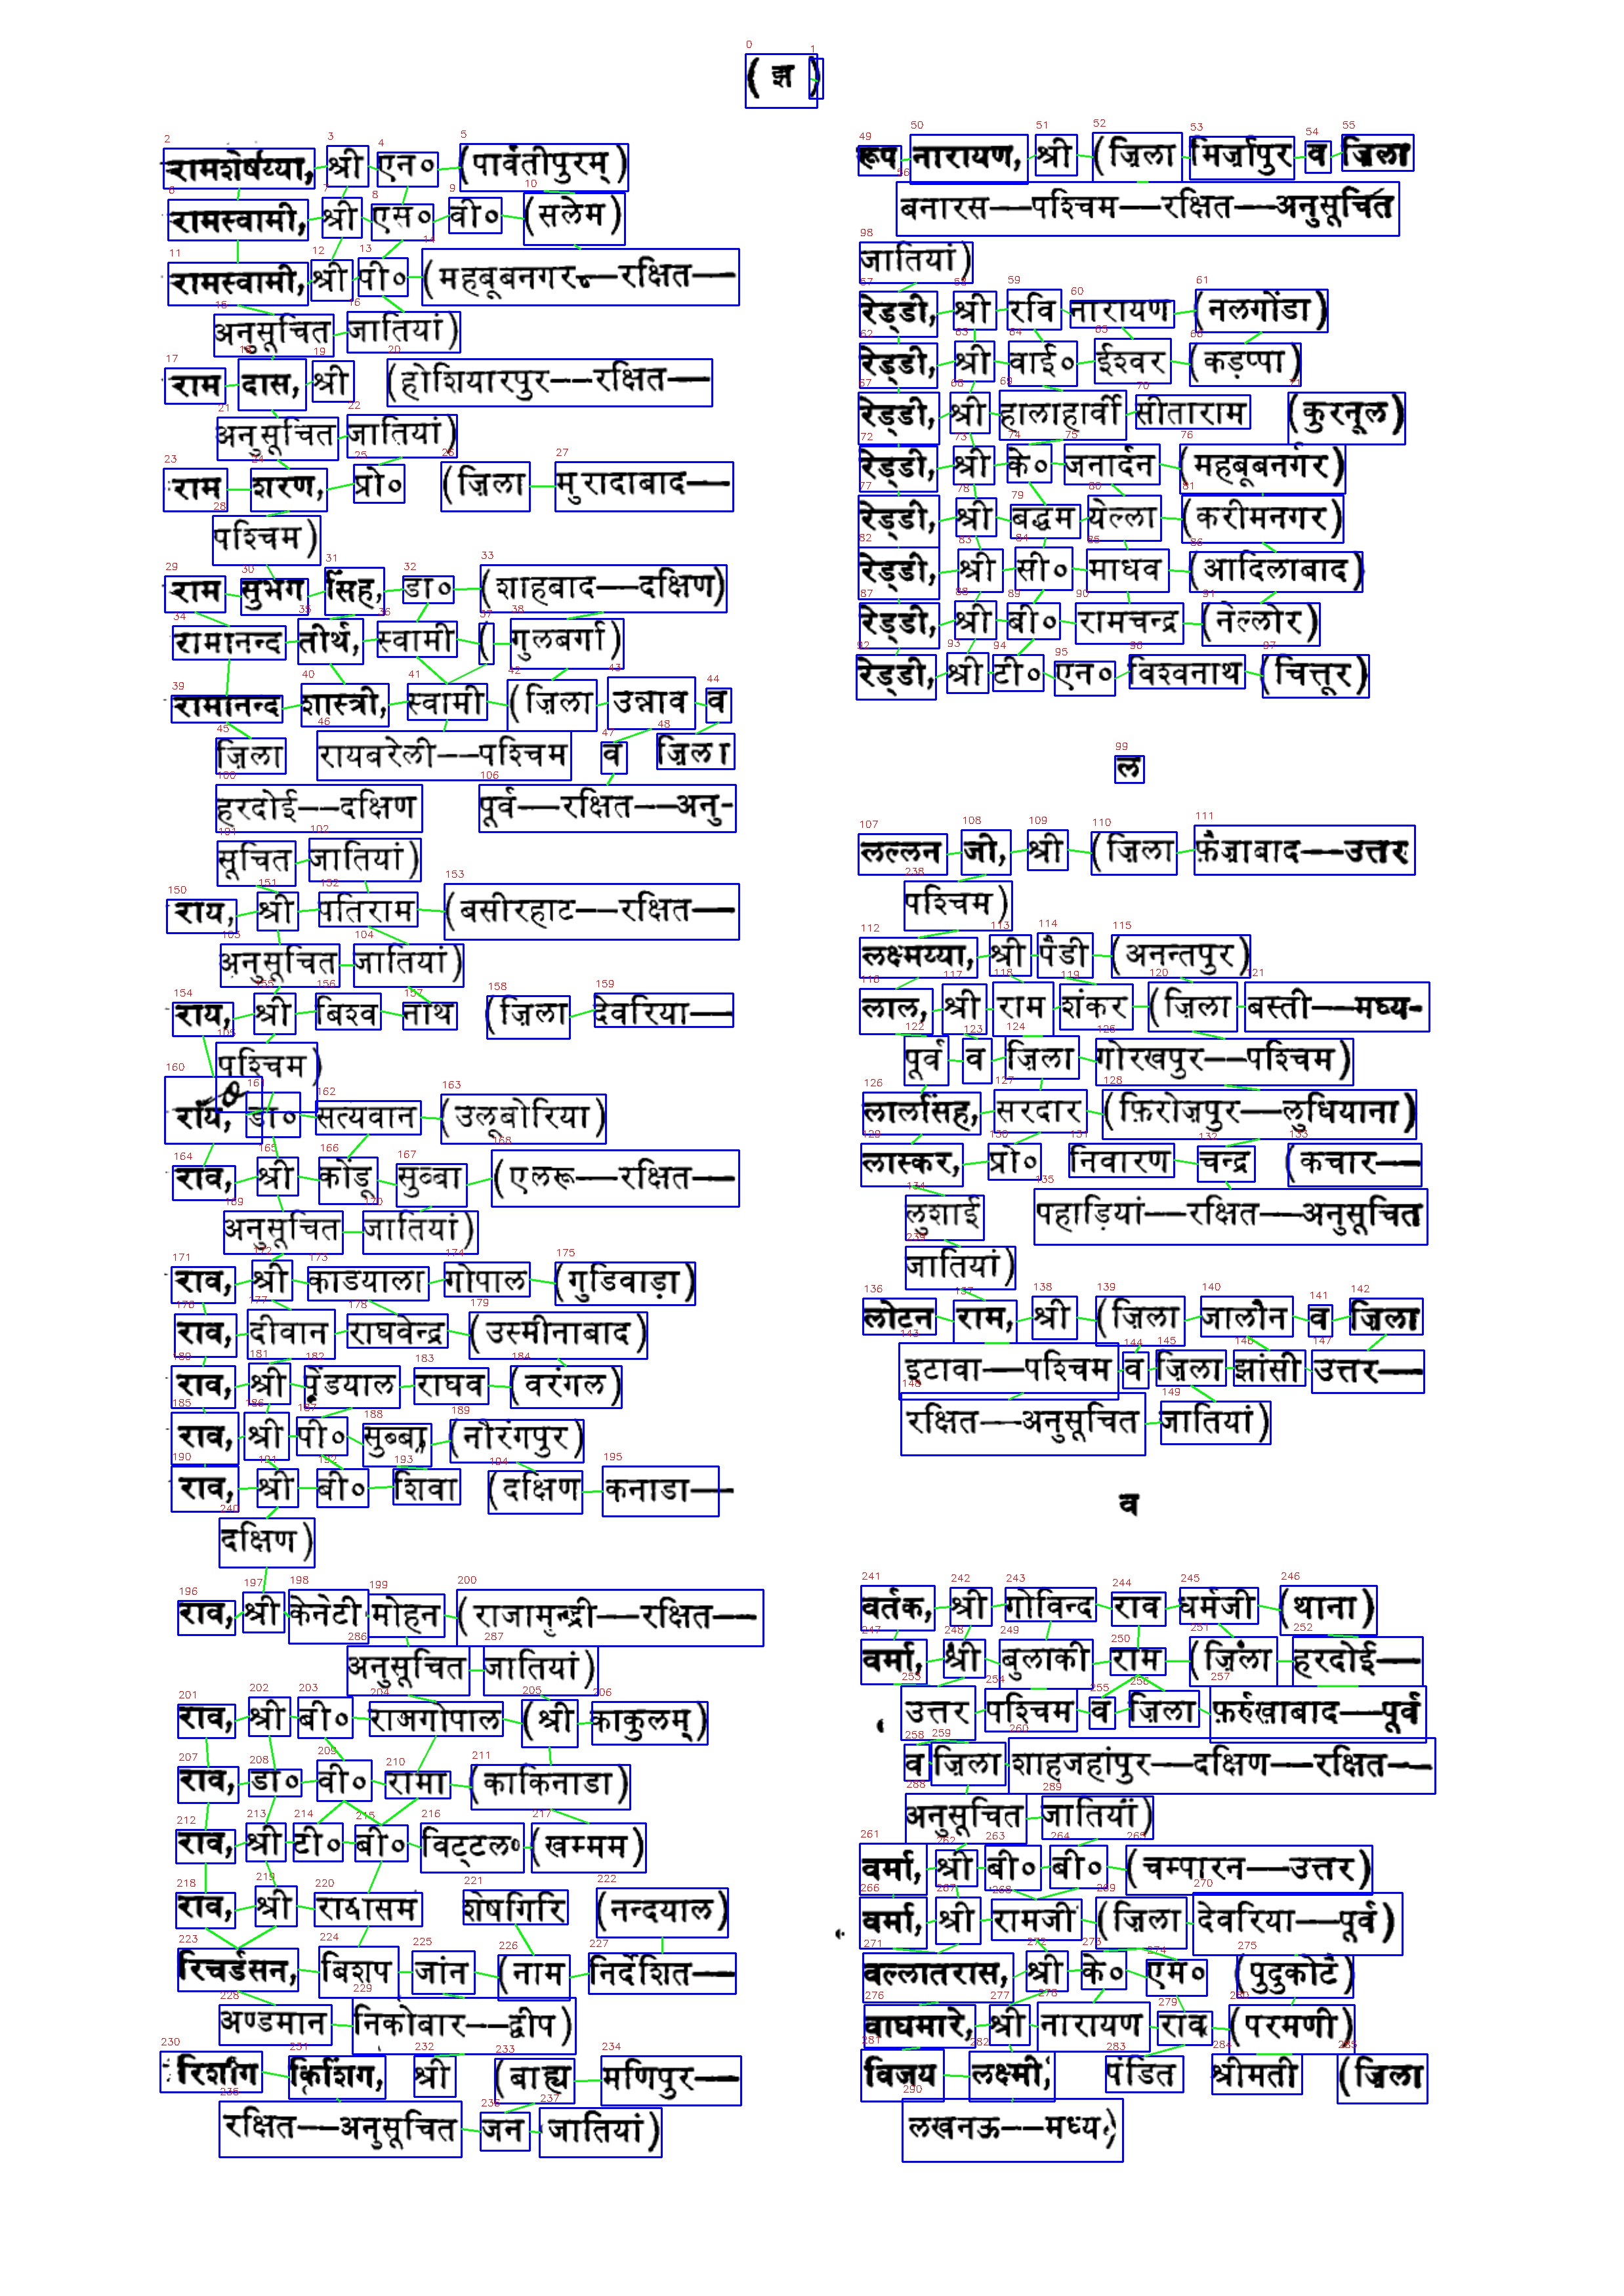 ( झ )
रामशेषय्या, श्री एन० (पार्वतीपुरम्)
रामस्वामी, श्री एस० वी० (सलेम)
रामस्वामी, श्री पी० (महबूबनगर—रक्षित—
अनुसूचित जातियां)
राम दास, श्री (होशियारपुर—रक्षित—
अनुसूचित जातियां)
राम शरण, प्रो० (ज़िला मुरादाबाद—
पश्चिम)
राम सुभग सिंह, डा० (शाहबाद—दक्षिण)
रामानन्द तीर्थ, स्वामी (गुलबर्गा)
रामानन्द शास्त्री, स्वामी (ज़िला उन्नाव व
ज़िला रायबरेली—पश्चिम व ज़िला
हरदोई—दक्षिण पूर्व—रक्षित—अनु-
सूचित जातियां)
राय, श्री पतिराम (बसीरहाट—रक्षित—
अनुसूचित जातियां)
राय, श्री बिश्व नाथ (ज़िला देवरिया—
पश्चिम)
राय, डा० सत्यवान (उलूबोरिया)
राव, श्री कोंडू सुब्बा (एलरू—रक्षित—
अनुसूचित जातियां)
राव, श्री काडयाला गोपाल (गुडिवाड़ा)
राव, दीवान राघवेन्द्र (उस्मीनाबाद)
राव, श्री पेंडयाल राघव (वरंगल)
राव, श्री पी० सुब्बा, (नौरंगपुर)
राव, श्री बी० शिवा (दक्षिण कनाडा—
दक्षिण)
राव, श्री केनेटी मोहन (राजामुन्द्री—रक्षित—
अनुसूचित जातियां)
राव, श्री बी० राजगोपाल (श्री काकुलम्)
राव, डा० वी० रामा (काकिनाडा)
राव, श्री टी० बी० विट्टल० (खम्मम)
राव, श्री राधासम शेषगिरि (नन्दयाल)
रिचर्डसन, बिशप जांन (नाम निर्देशित—
अण्डमान निकोबार—द्वीप)
रिशांग किशिंग, श्री (बाह्य मणिपुर—
रक्षित—अनुसूचित जन जातियां)
रूप नारायण, श्री (ज़िला मिर्ज़ापुर व ज़िला
बनारस—पश्चिम—रक्षित—अनुसूचित
जातियां)
रेड्डी, श्री रवि नारायण (नलगोंडा)
रेड्डी, श्री वाई० ईश्वर (कड़प्पा)
रेड्डी, श्री हालाहार्वी सीताराम (कुरनूल)
रेड्डी, श्री के० जनार्दन (महबूबनगर)
रेड्डी, श्री बद्धम येल्ला (करीमनगर)
रेड्डी, श्री सी० माधव (आदिलाबाद)
रेड्डी, श्री बी० रामचन्द्र (नेल्लोर)
रेड्डी, श्री टी० एन० विश्वनाथ (चित्तूर)
ल
लल्लन जी, श्री (ज़िला फ़ैज़ाबाद—उत्तर
पश्चिम)
लक्ष्मय्या, श्री पैडी (अनन्तपुर)
लाल, श्री राम शंकर (ज़िला बस्ती—मध्य-
पूर्व व ज़िला गोरखपुर—पश्चिम)
लालसिंह, सरदार (फ़िरोज़पुर—लुधियाना)
लास्कर, प्रो० निवारण चन्द्र (कचार—
लुशाई पहाड़ियां—रक्षित—अनुसूचित
जातियां)
लोटन राम, श्री (ज़िला जालौन व ज़िला
इटावा—पश्चिम व ज़िला झांसी उत्तर—
रक्षित—अनुसूचित जातियां)
व
वर्तक, श्री गोविन्द राव धर्मजी (थाना)
वर्मा, श्री बुलाकी राम (ज़िला हरदोई—
उत्तर पश्चिम व ज़िला फ़र्रुख़ाबाद—पूर्व
व ज़िला शाहजहांपुर—दक्षिण—रक्षित—
अनुसूचित जातियां)
वर्मा, श्री बी० बी० (चम्पारन—उत्तर)
वर्मा, श्री रामजी (ज़िला देवरिया—पूर्व)
वल्लातरास, श्री के० एम० (पुदुकोटै)
वाघमारे, श्री नारायण राव (परमणी)
विजय लक्ष्मी, पंडित श्रीमती (ज़िला
लखनऊ—मध्य)